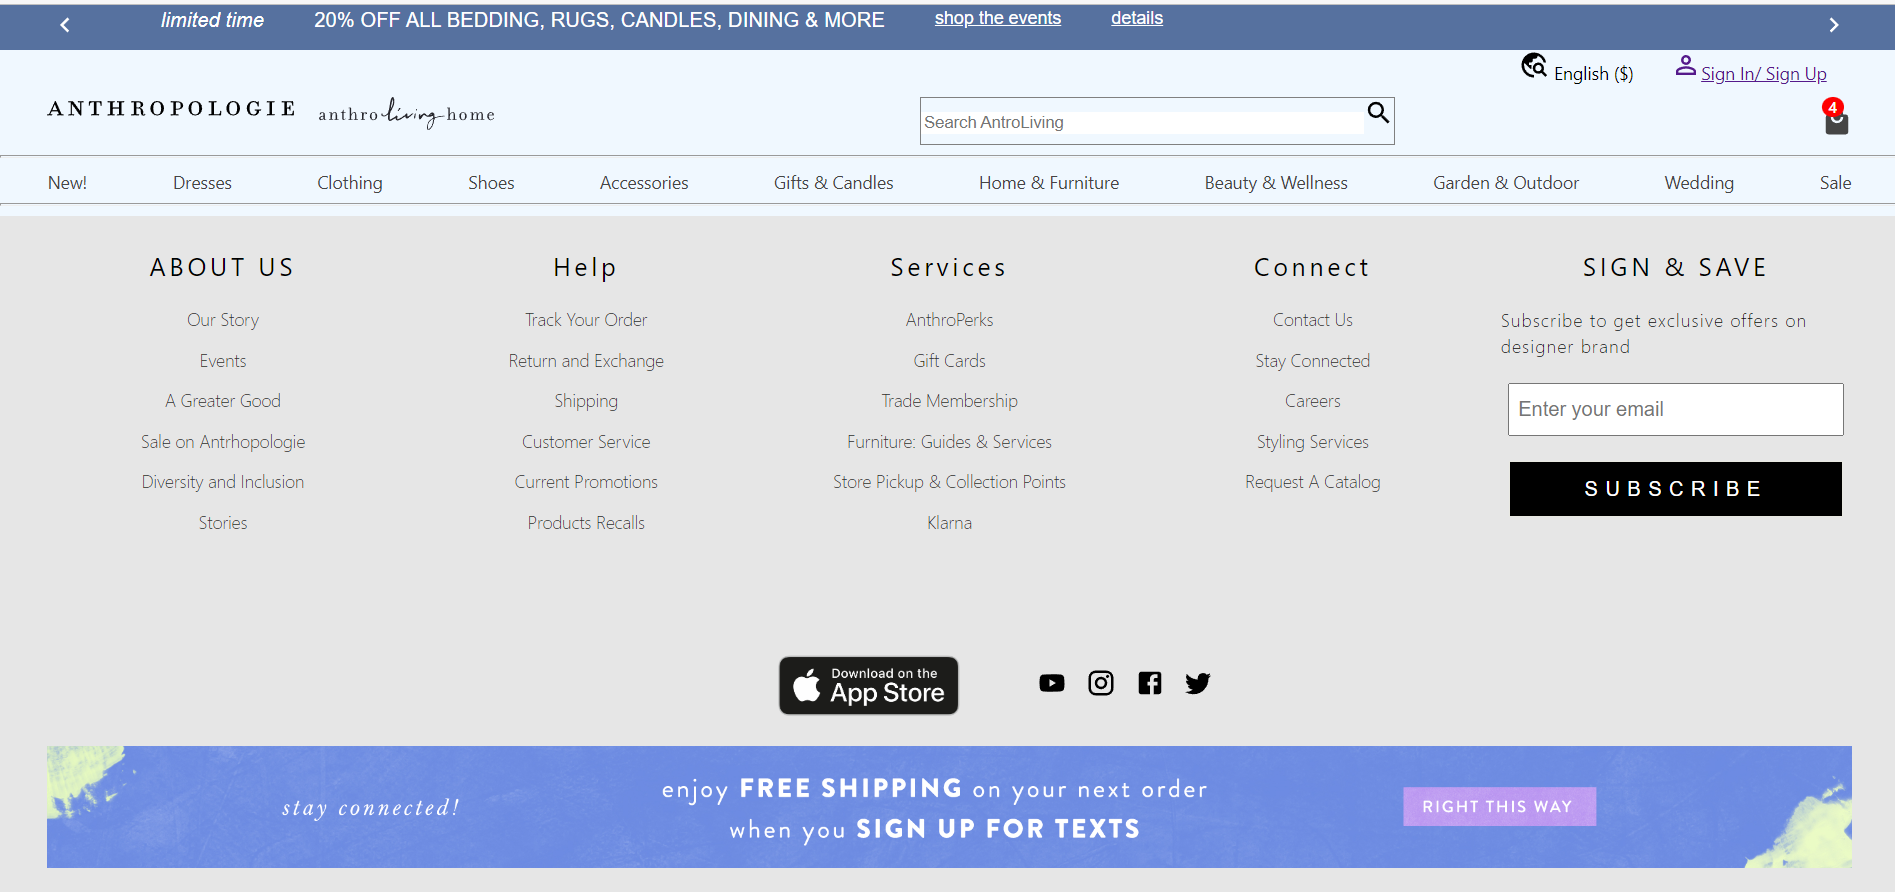 limited time 20% OFF ALL BEDDING, RUGS, CANDLES, DINING & MORE shop the events details
English ($) Sign In/ Sign Up
ANTHROPOLOGIE anthroliving home
Search AntroLiving
4
New! Dresses Clothing Shoes Accessories Gifts & Candles Home & Furniture Beauty & Wellness Garden & Outdoor Wedding Sale
ABOUT US
Our Story
Events
A Greater Good
Sale on Antrhopologie
Diversity and Inclusion
Stories
Help
Track Your Order
Return and Exchange
Shipping
Customer Service
Current Promotions
Products Recalls
Services
AnthroPerks
Gift Cards
Trade Membership
Furniture: Guides & Services
Store Pickup & Collection Points
Klarna
Connect
Contact Us
Stay Connected
Careers
Styling Services
Request A Catalog
SIGN & SAVE
Subscribe to get exclusive offers on
designer brand
Enter your email
SUBSCRIBE
Download on the
App Store
stay connected!
enjoy FREE SHIPPING on your next order
when you SIGN UP FOR TEXTS
RIGHT THIS WAY